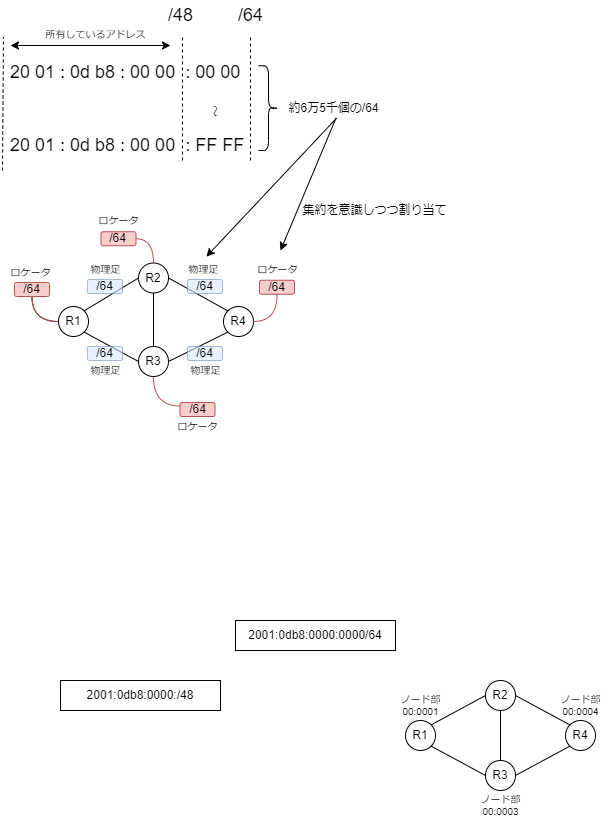 /48 /64
所有しているアドレス
20 01 : 0d b8 : 00 00 : 00 00
～
約6万5千個の/64
20 01 : 0d b8 : 00 00 : FF FF
集約を意識しつつ割り当て
ロケータ
/64
ロケータ
/64
物理足
/64
R2
物理足
/64
ロケータ
/64
R1
R4
/64
物理足
R3
/64
物理足
/64
ロケータ
2001:0db8:0000:0000/64
2001:0db8:0000:/48
ノード部
00:0001
R2
ノード部
00:0004
R1
R4
R3
ノード部
00:0003